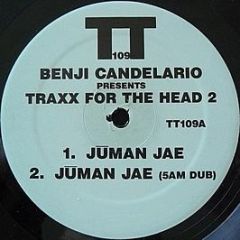 TT
109
BENJI CANDELARIO
PRESENTS
TRAXX FOR THE HEAD 2
TT109A
1. JŪMAN JAE
2. JŪMAN JAE (5AM DUB)